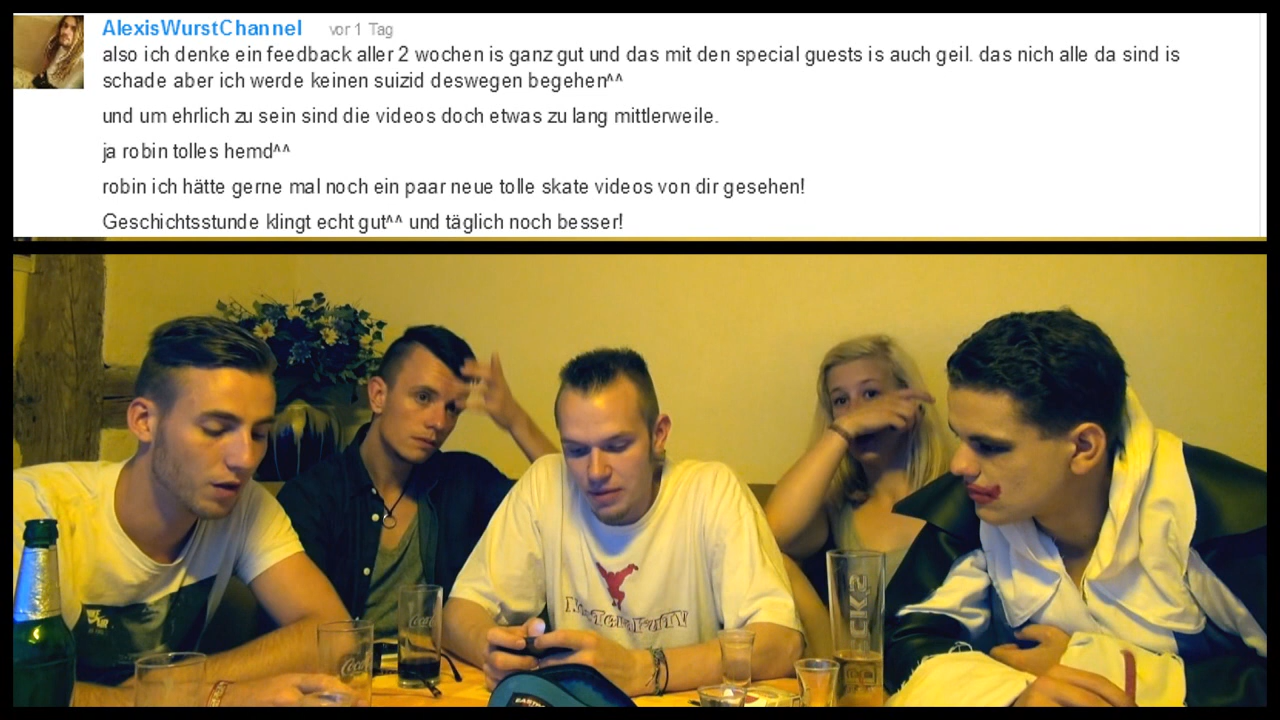 AlexisWurstChannel vor 1 Tag
also ich denke ein feedback aller 2 wochen is ganz gut und das mit den special guests is auch geil. das nich alle da sind is
schade aber ich werde keinen suizid deswegen begehen^^
und um ehrlich zu sein sind die videos doch etwas zu lang mittlerweile.
ja robin tolles hemd^^
robin ich hätte gerne mal noch ein paar neue tolle skate videos von dir gesehen!
Geschichtsstunde klingt echt gut^^ und täglich noch besser!